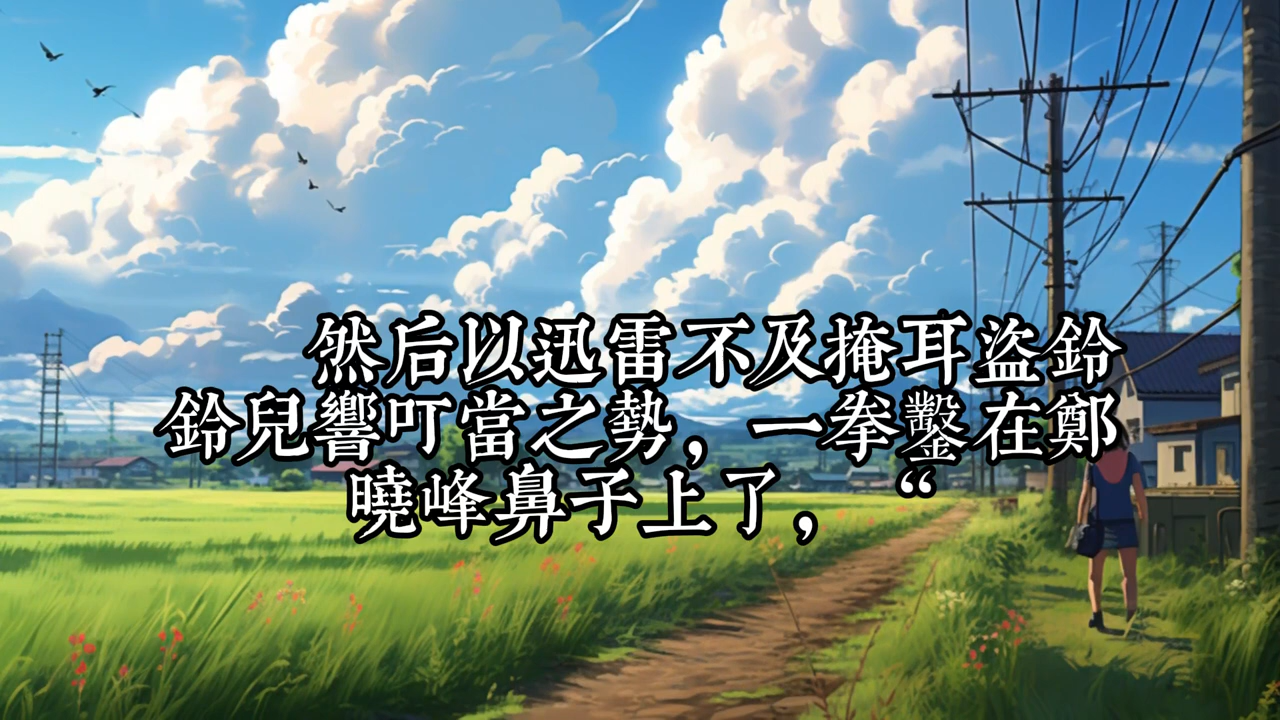 然后以迅雷不及掩耳盜鈴
鈴兒響叮當之勢，一拳鑿在鄭
曉峰鼻子上了，“